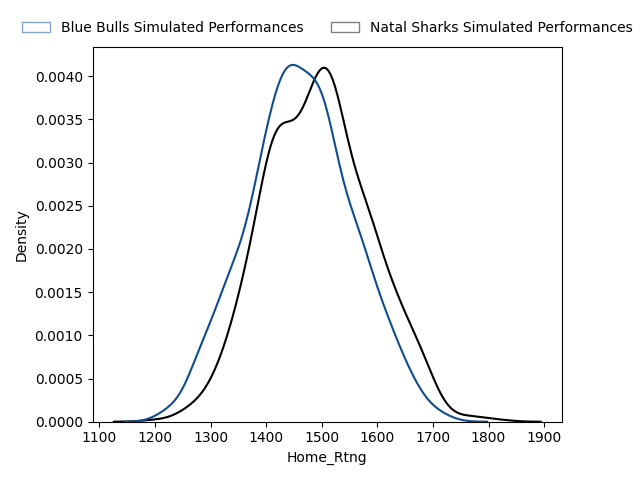 Blue Bulls Simulated Performances Natal Sharks Simulated Performances
0.0040
0.0035
0.0030
0.0025
0.0020
0.0015
0.0010
0.0005
0.0000
Density
1100 1200 1300 1400 1500 1600 1700 1800 1900
Home_Rtng